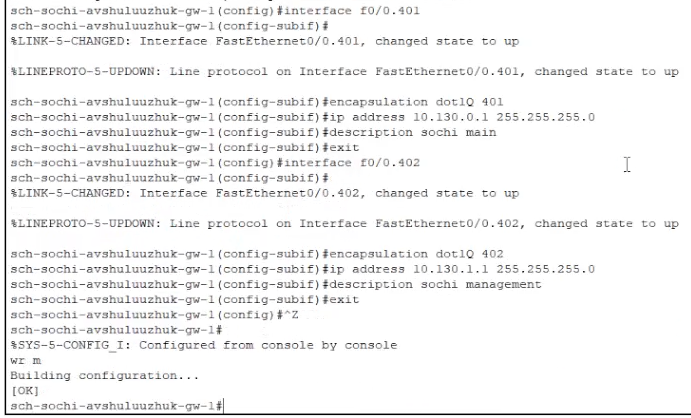 sch-sochi-avshuluuzhuk-gw-1(config)#interface f0/0.401
sch-sochi-avshuluuzhuk-gw-1(config-subif)#
%LINK-5-CHANGED: Interface FastEthernet0/0.401, changed state to up
%LINEPROTO-5-UPDOWN: Line protocol on Interface FastEthernet0/0.401, changed state to up
sch-sochi-avshuluuzhuk-gw-1(config-subif)#encapsulation dot1Q 401
sch-sochi-avshuluuzhuk-gw-1(config-subif)#ip address 10.130.0.1 255.255.255.0
sch-sochi-avshuluuzhuk-gw-1(config-subif)#description sochi main
sch-sochi-avshuluuzhuk-gw-1(config-subif)#exit
sch-sochi-avshuluuzhuk-gw-1(config)#interface f0/0.402
sch-sochi-avshuluuzhuk-gw-1(config-subif)#
%LINK-5-CHANGED: Interface FastEthernet0/0.402, changed state to up
%LINEPROTO-5-UPDOWN: Line protocol on Interface FastEthernet0/0.402, changed state to up
sch-sochi-avshuluuzhuk-gw-1(config-subif)#encapsulation dot1Q 402
sch-sochi-avshuluuzhuk-gw-1(config-subif)#ip address 10.130.1.1 255.255.255.0
sch-sochi-avshuluuzhuk-gw-1(config-subif)#description sochi management
sch-sochi-avshuluuzhuk-gw-1(config-subif)#exit
sch-sochi-avshuluuzhuk-gw-1(config)#^Z
sch-sochi-avshuluuzhuk-gw-1#
%SYS-5-CONFIG_I: Configured from console by console
wr m
Building configuration...
[OK]
sch-sochi-avshuluuzhuk-gw-1#